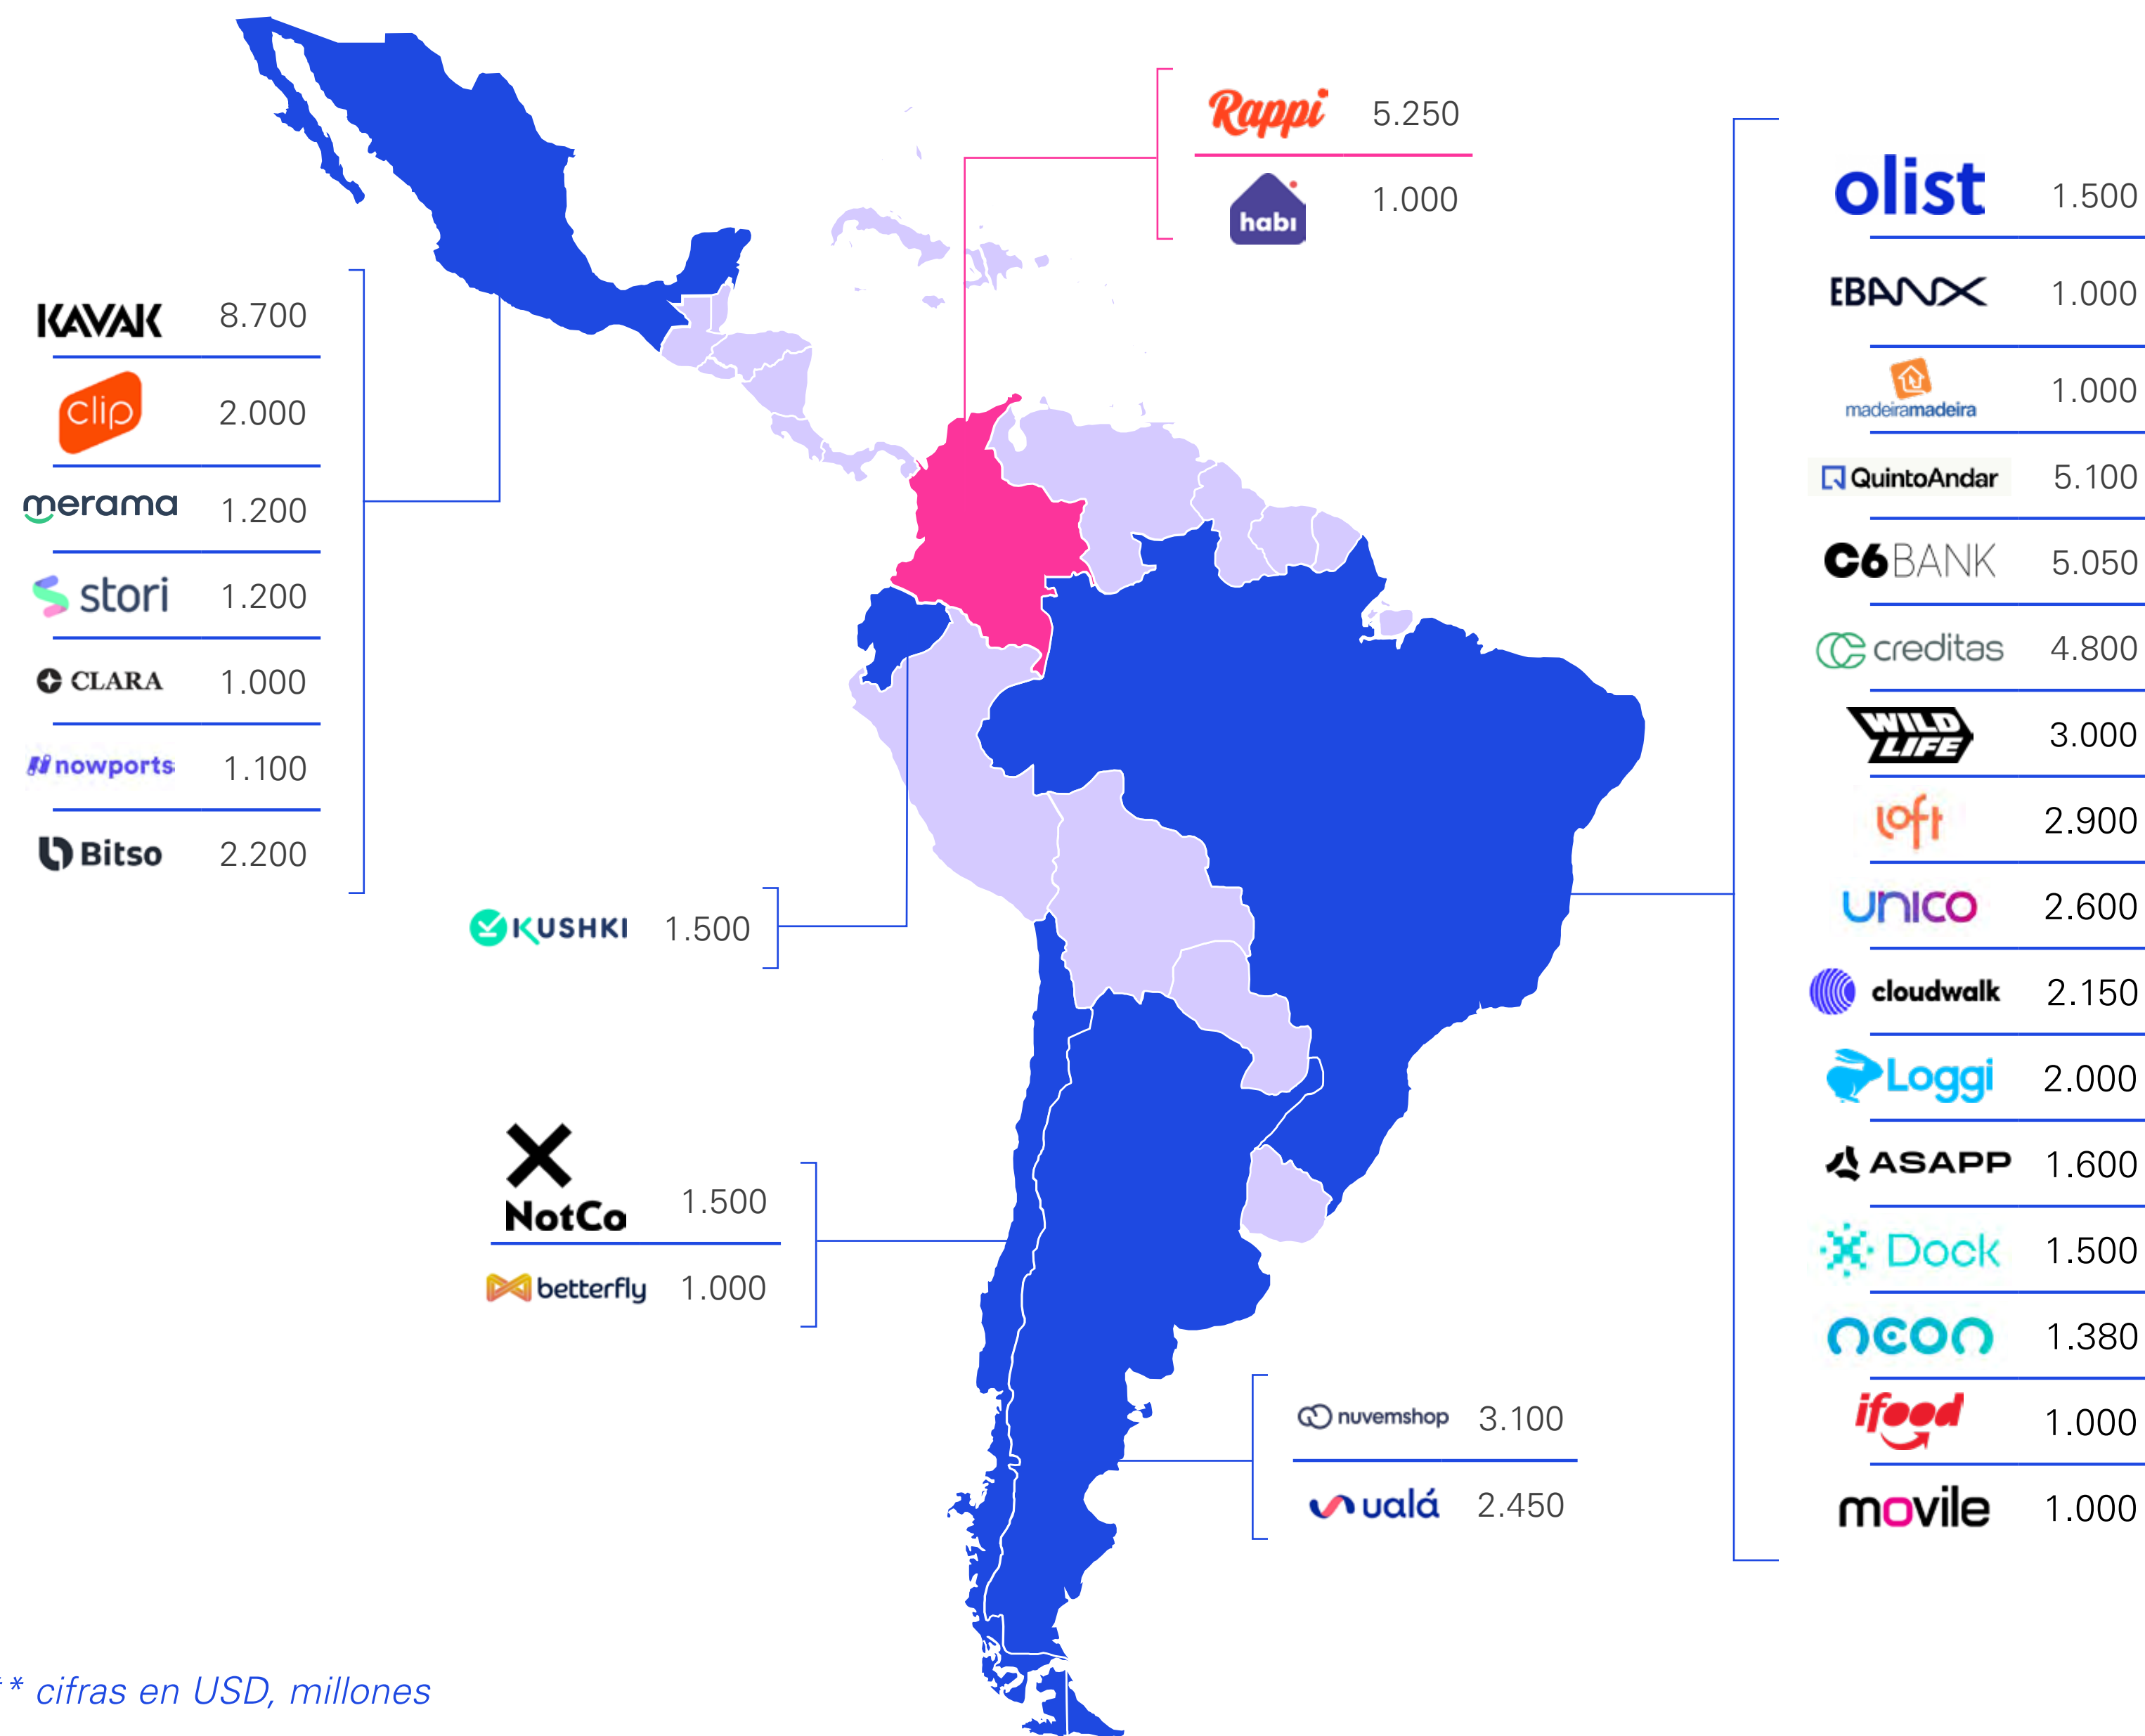 Rappi 5.250
habi 1.000
KAVAK 8.700
clip 2.000
merama 1.200
stori 1.200
CLARA 1.000
nowports 1.100
Bitso 2.200
KUSHKI 1.500
NotCo 1.500
betterfly 1.000
nuvemshop 3.100
ualá 2.450
olist 1.500
EBANX 1.000
madeiramadeira 1.000
QuintoAndar 5.100
C6 BANK 5.050
creditas 4.800
WILD LIFE 3.000
loft 2.900
unico 2.600
cloudwalk 2.150
Loggi 2.000
ASAPP 1.600
Dock 1.500
neon 1.380
ifood 1.000
movile 1.000
** cifras en USD, millones